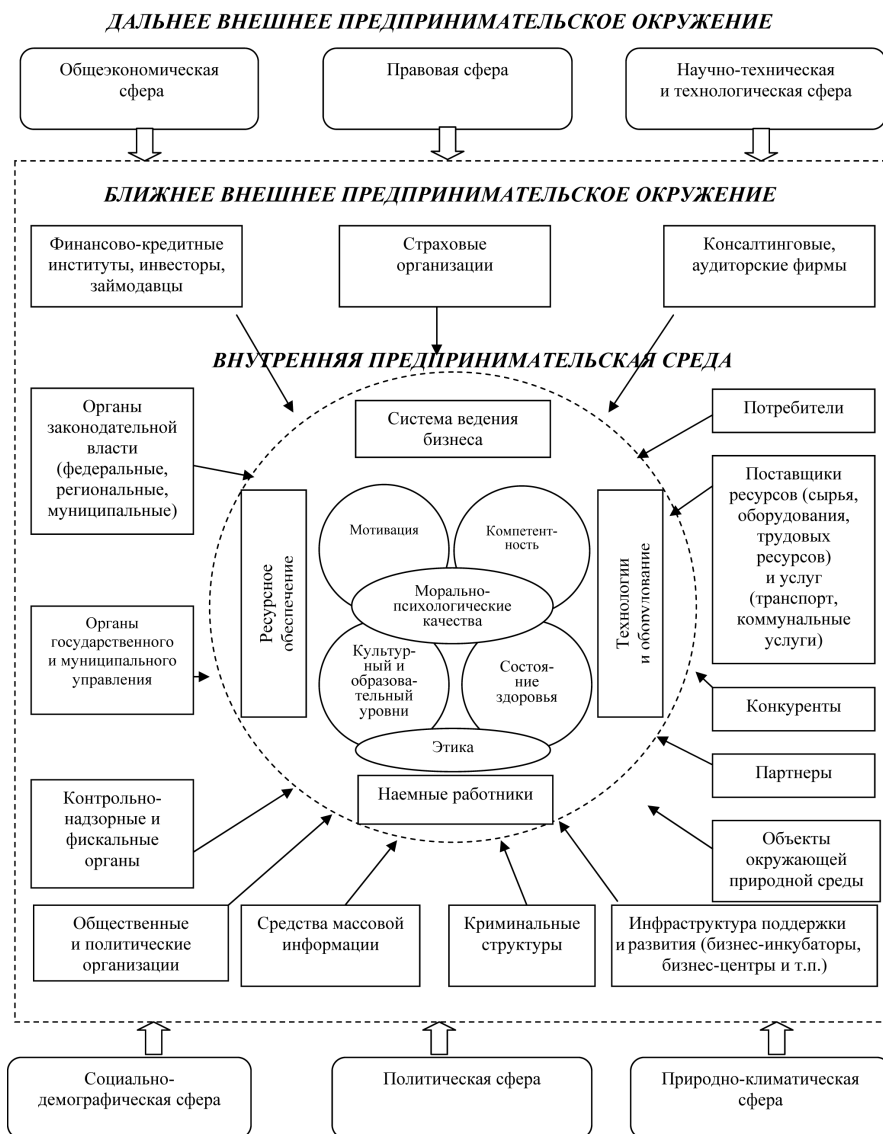 ДАЛЬНЕЕ ВНЕШНЕЕ ПРЕДПРИНИМАТЕЛЬСКОЕ ОКРУЖЕНИЕ
Общеэкономическая
сфера
Правовая сфера
Научно-техническая
и технологическая сфера
БЛИЖНЕЕ ВНЕШНЕЕ ПРЕДПРИНИМАТЕЛЬСКОЕ ОКРУЖЕНИЕ
Финансово-кредитные
институты, инвесторы,
займодавцы
Страховые
организации
Консалтинговые,
аудиторские фирмы
ВНУТРЕННЯЯ ПРЕДПРИНИМАТЕЛЬСКАЯ СРЕДА
Органы
законодательной
власти
(федеральные,
региональные,
муниципальные)
Система ведения
бизнеса
Потребители
Поставщики
ресурсов (сырья,
оборудования,
трудовых
ресурсов)
и услуг
(транспорт,
коммунальные
услуги)
Ресурсное
обеспечение
Мотивация
Компетент-
ность
Морально-
психологические
качества
Культур-
ный и
образова-
тельный
уровни
Состоя-
ние
здоровья
Этика
Технологии
и оборулование
Органы
государственного
и муниципального
управления
Конкуренты
Партнеры
Наемные работники
Контрольно-
надзорные и
фискальные
органы
Объекты
окружающей
природной среды
Общественные
и политические
организации
Средства массовой
информации
Криминальные
структуры
Инфраструктура поддержки
и развития (бизнес-инкубаторы,
бизнес-центры и т.п.)
Социально-
демографическая сфера
Политическая сфера
Природно-климатическая
сфера